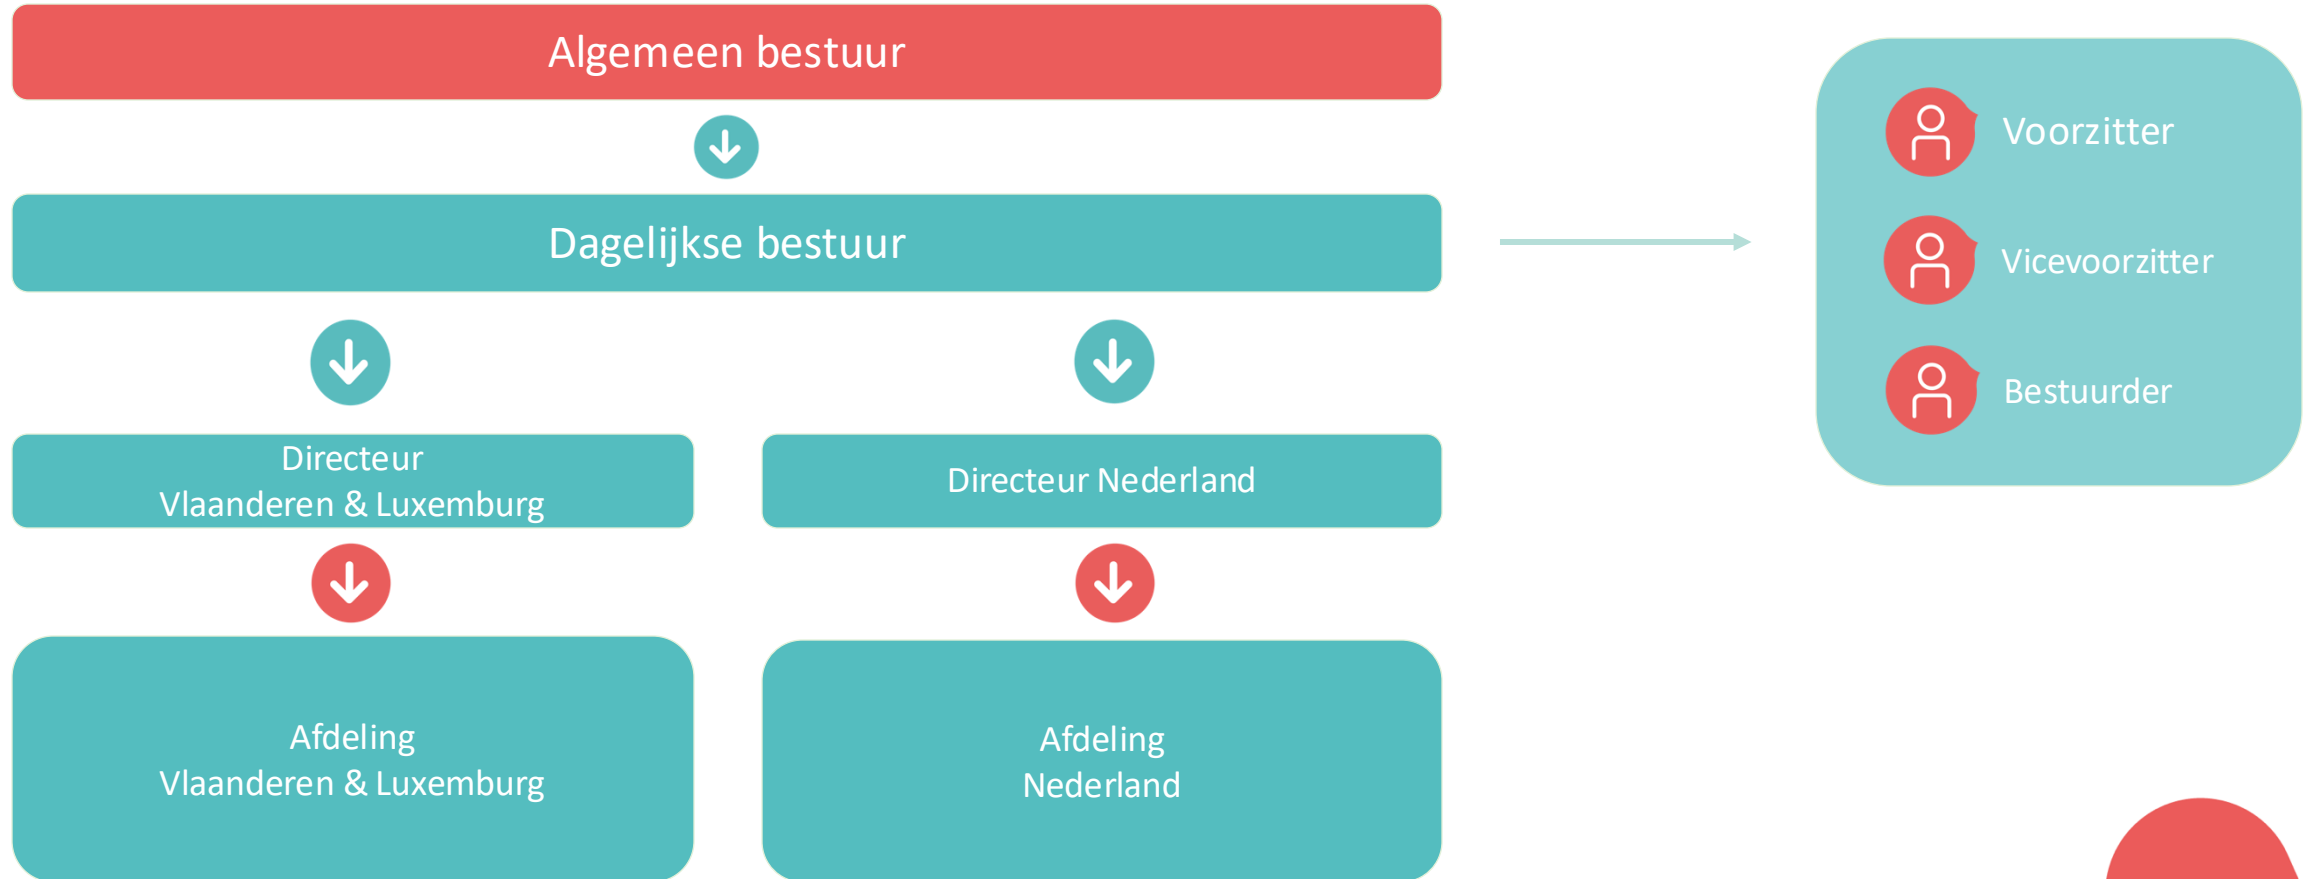 Algemeen bestuur
Dagelijkse bestuur
Directeur
Vlaanderen & Luxemburg
Directeur Nederland
Afdeling
Vlaanderen & Luxemburg
Afdeling
Nederland
Voorzitter
Vicevoorzitter
Bestuurder